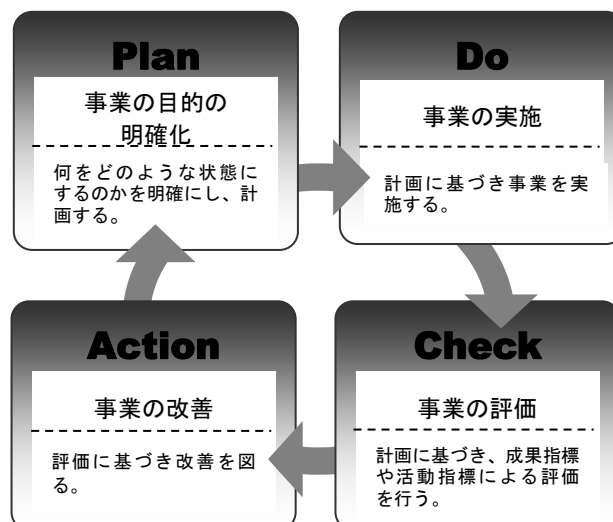 Plan
事業の目的の
明確化
何をどのような状態に
するのかを明確にし、計
画する。
Do
事業の実施
計画に基づき事業を実
施する。
Check
事業の評価
計画に基づき、成果指標
や活動指標による評価
を行う。
Action
事業の改善
評価に基づき改善を図
る。